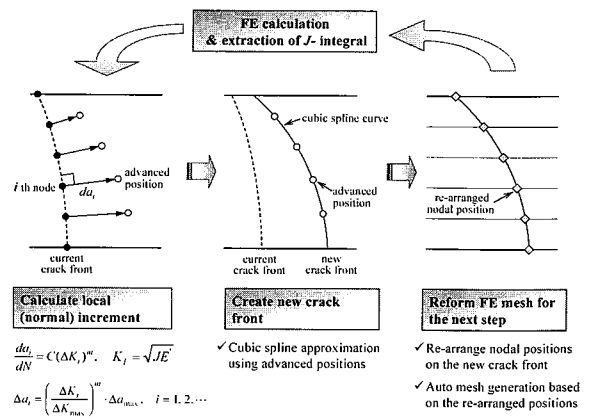 FE calculation
& extraction of J- integral
advanced
position
i th node
da_i
current
crack front
cubic spline curve
advanced
position
current
crack front
new
crack front
re-arranged
nodal position
Calculate local
(normal) increment
da_i/dN = C(ΔK_i)^m. K_I = √JE'
Δa_i = (ΔK_i/ΔK_max)^m · Δa_max. i = 1, 2, ⋯
Create new crack
front
✓ Cubic spline approximation
using advanced positions
Reform FE mesh for
the next step
✓ Re-arrange nodal positions
on the new crack front
✓ Auto mesh generation based
on the re-arranged positions